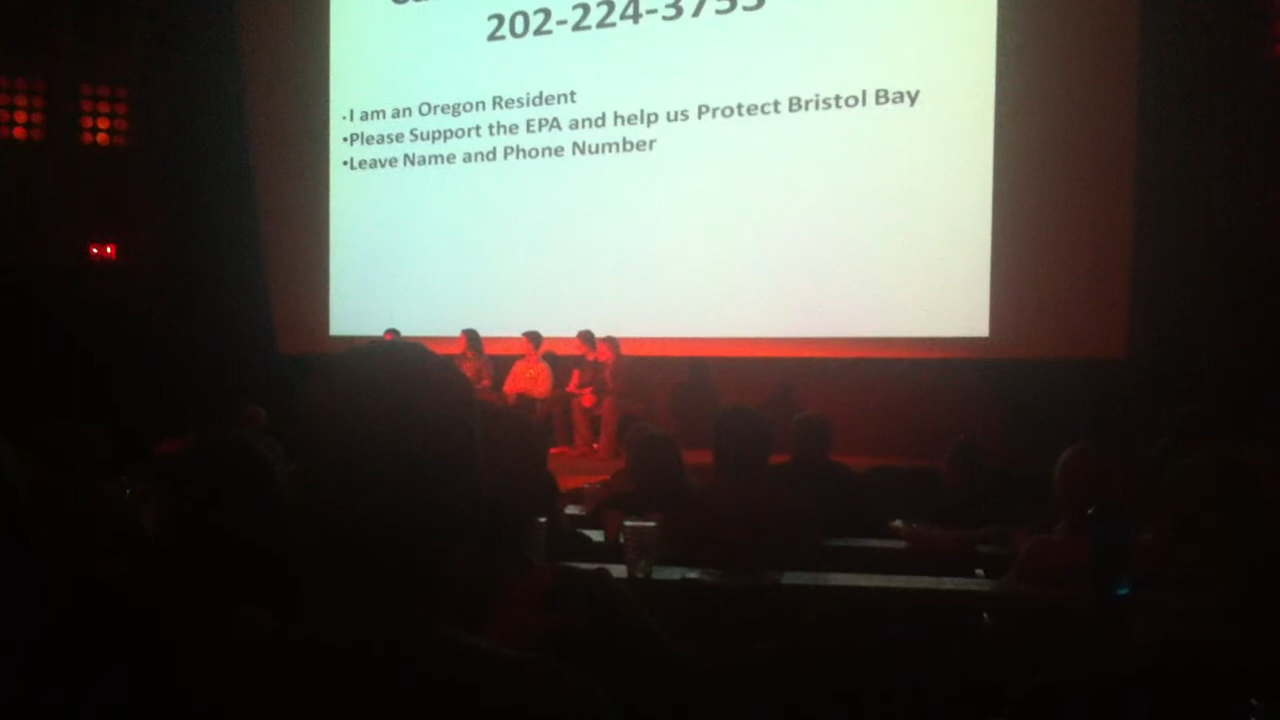 202-224-3753
•I am an Oregon Resident
•Please Support the EPA and help us Protect Bristol Bay
•Leave Name and Phone Number